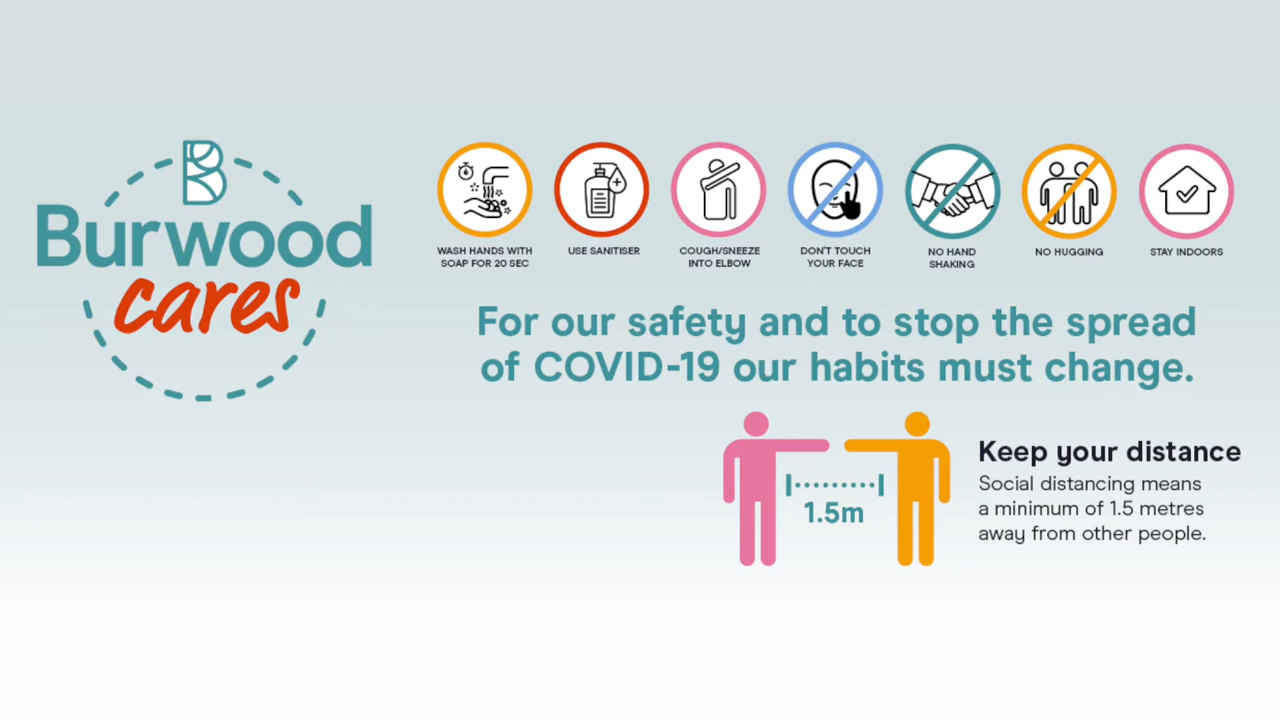 Burwood
cares
WASH HANDS WITH
SOAP FOR 20 SEC
USE SANITISER
COUGH/SNEEZE
INTO ELBOW
DON'T TOUCH
YOUR FACE
NO HAND
SHAKING
NO HUGGING
STAY INDOORS
For our safety and to stop the spread
of COVID-19 our habits must change.
1.5m
Keep your distance
Social distancing means
a minimum of 1.5 metres
away from other people.